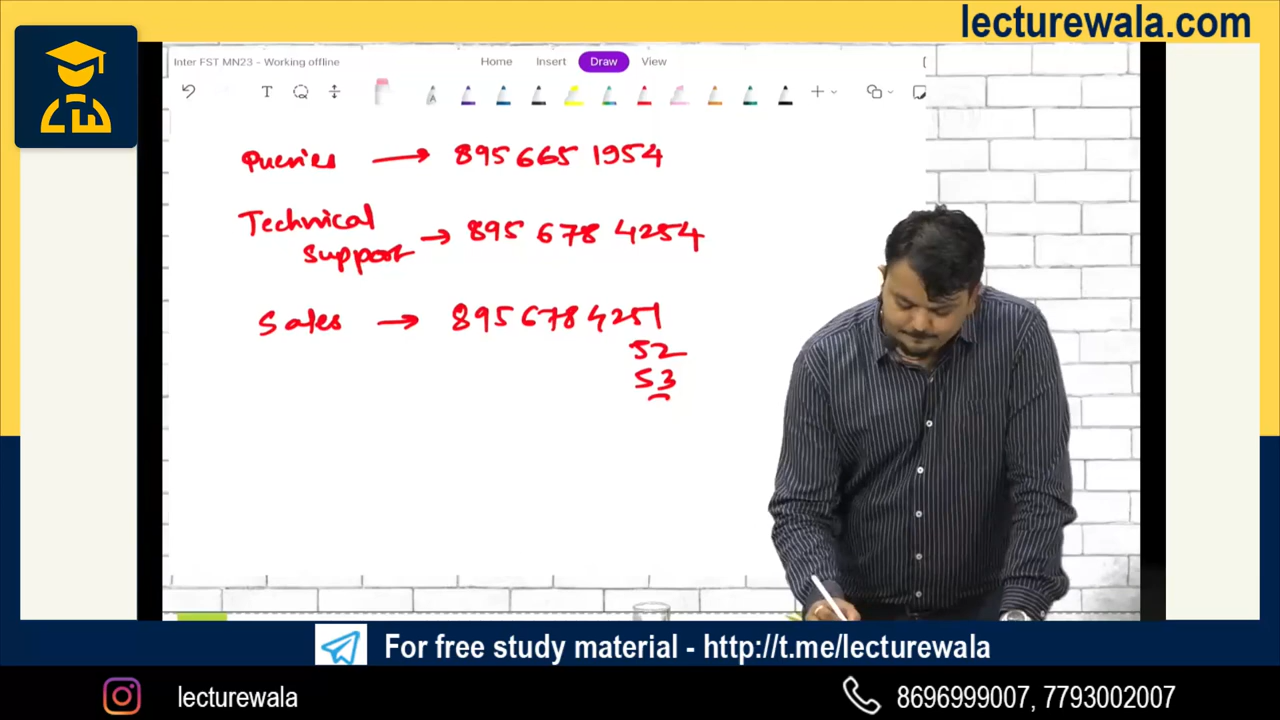 lecturewala.com
Inter FST MN23 - Working offline
Home Insert Draw View
Queries → 895 665 1954
Technical
Support → 895 678 4254
Sales → 895 678 4251
52
53
For free study material - http://t.me/lecturewala
lecturewala
8696999007, 7793002007